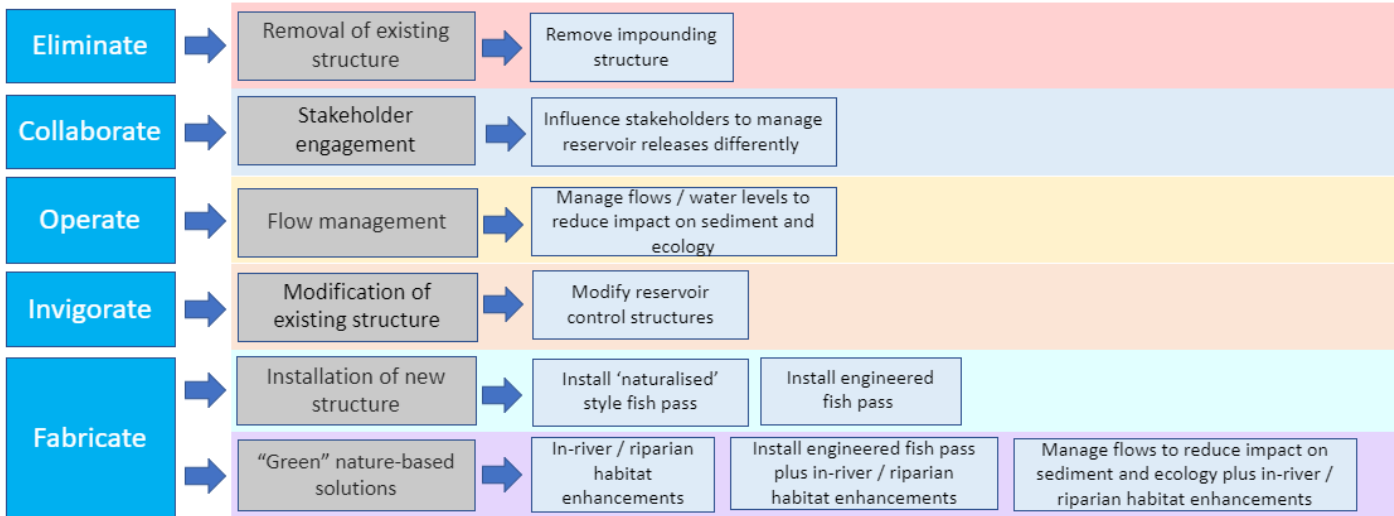 Eliminate
Removal of existing
structure
Remove impounding
structure
Collaborate
Stakeholder
engagement
Influence stakeholders to manage
reservoir releases differently
Operate
Flow management
Manage flows / water levels to
reduce impact on sediment and
ecology
Invigorate
Modification of
existing structure
Modify reservoir
control structures
Fabricate
Installation of new
structure
Install ‘naturalised’
style fish pass
Install engineered
fish pass
“Green” nature-based
solutions
In-river / riparian
habitat
enhancements
Install engineered fish pass
plus in-river / riparian
habitat enhancements
Manage flows to reduce impact on
sediment and ecology plus in-river /
riparian habitat enhancements